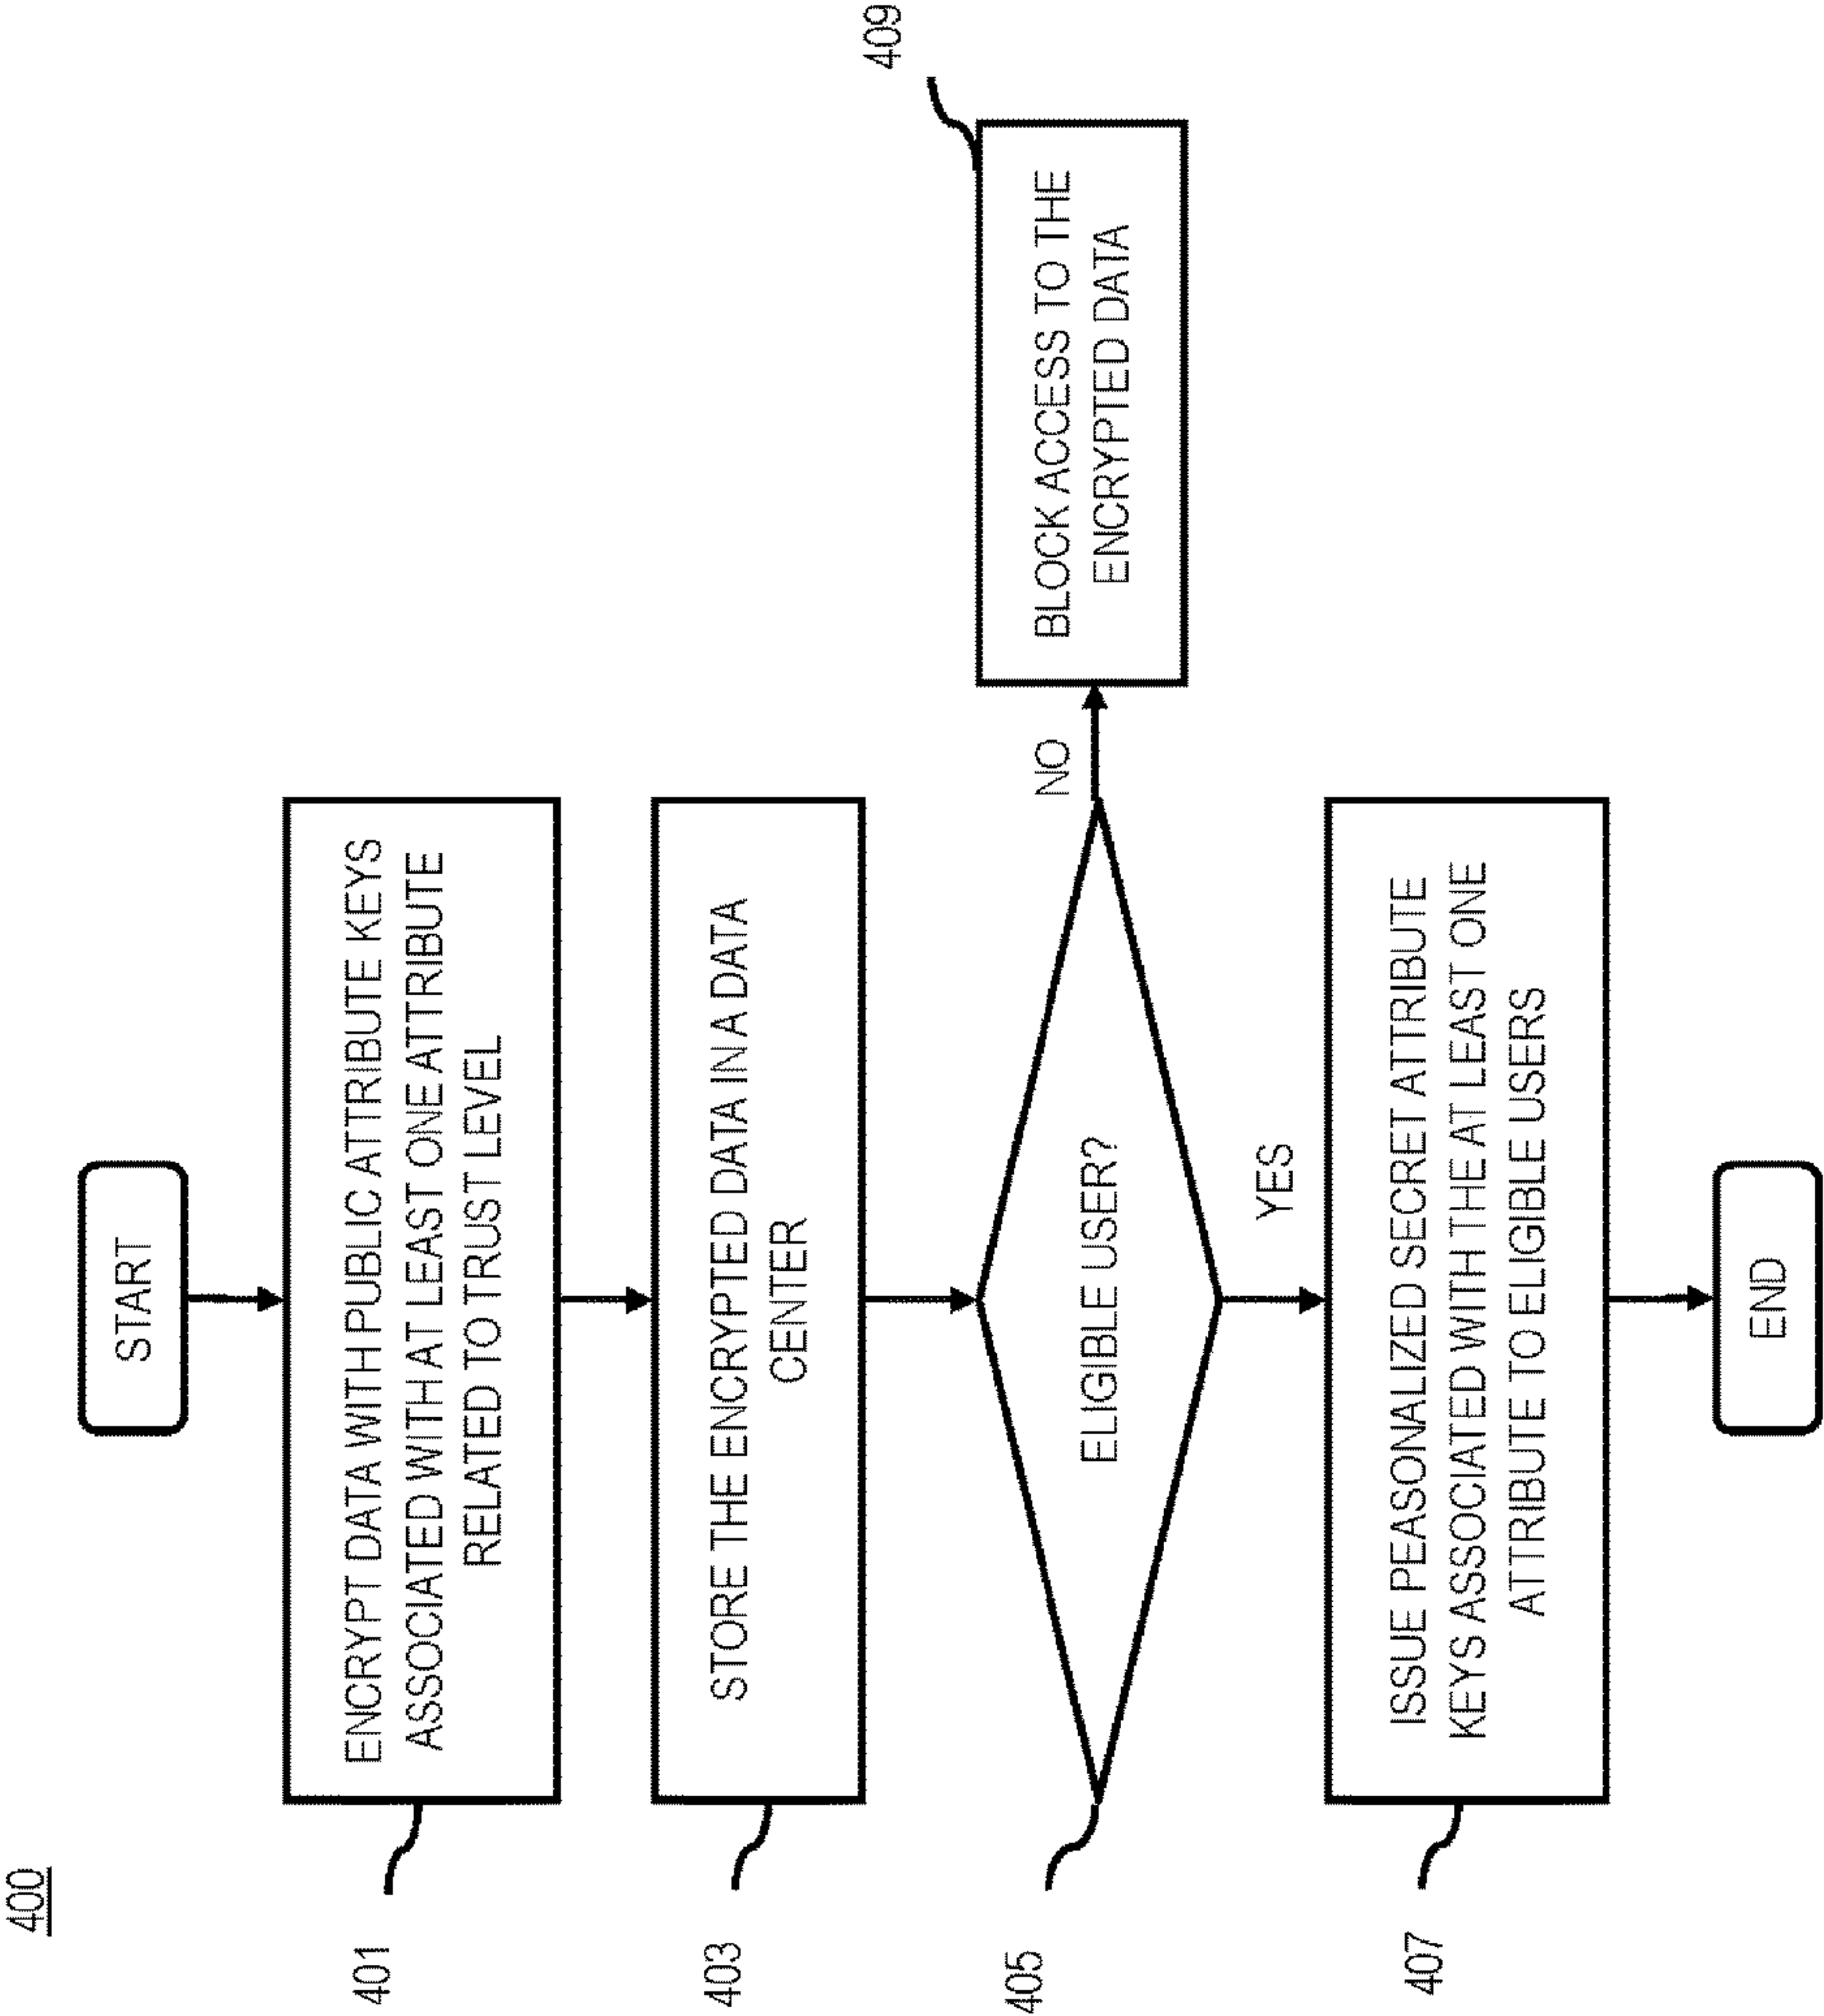 400
START
401
ENCRYPT DATA WITH PUBLIC ATTRIBUTE KEYS
ASSOCIATED WITH AT LEAST ONE ATTRIBUTE
RELATED TO TRUST LEVEL
403
STORE THE ENCRYPTED DATA IN A DATA
CENTER
405
ELIGIBLE USER?
NO
409
BLOCK ACCESS TO THE
ENCRYPTED DATA
YES
407
ISSUE PEASONALIZED SECRET ATTRIBUTE
KEYS ASSOCIATED WITH THE AT LEAST ONE
ATTRIBUTE TO ELIGIBLE USERS
END